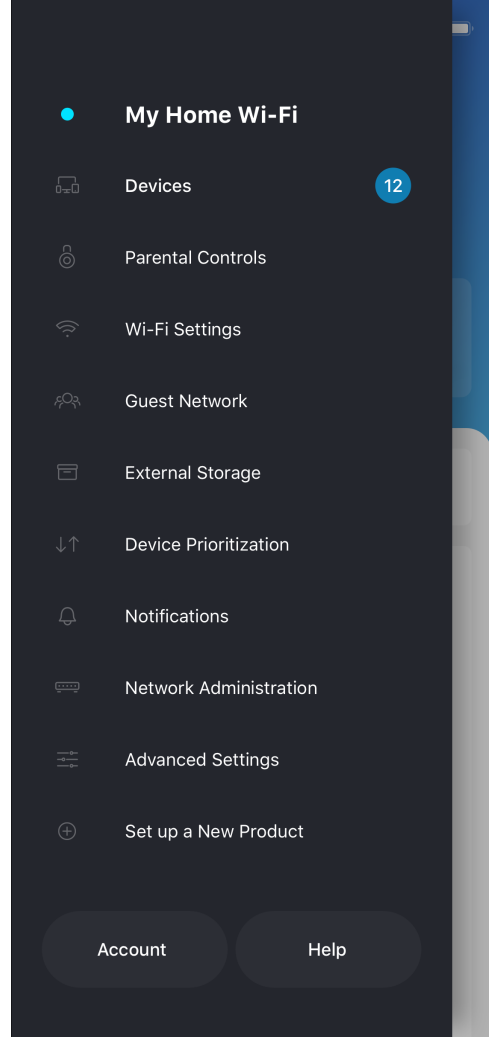 My Home Wi-Fi
Devices 12
Parental Controls
Wi-Fi Settings
Guest Network
External Storage
Device Prioritization
Notifications
Network Administration
Advanced Settings
Set up a New Product
Account Help